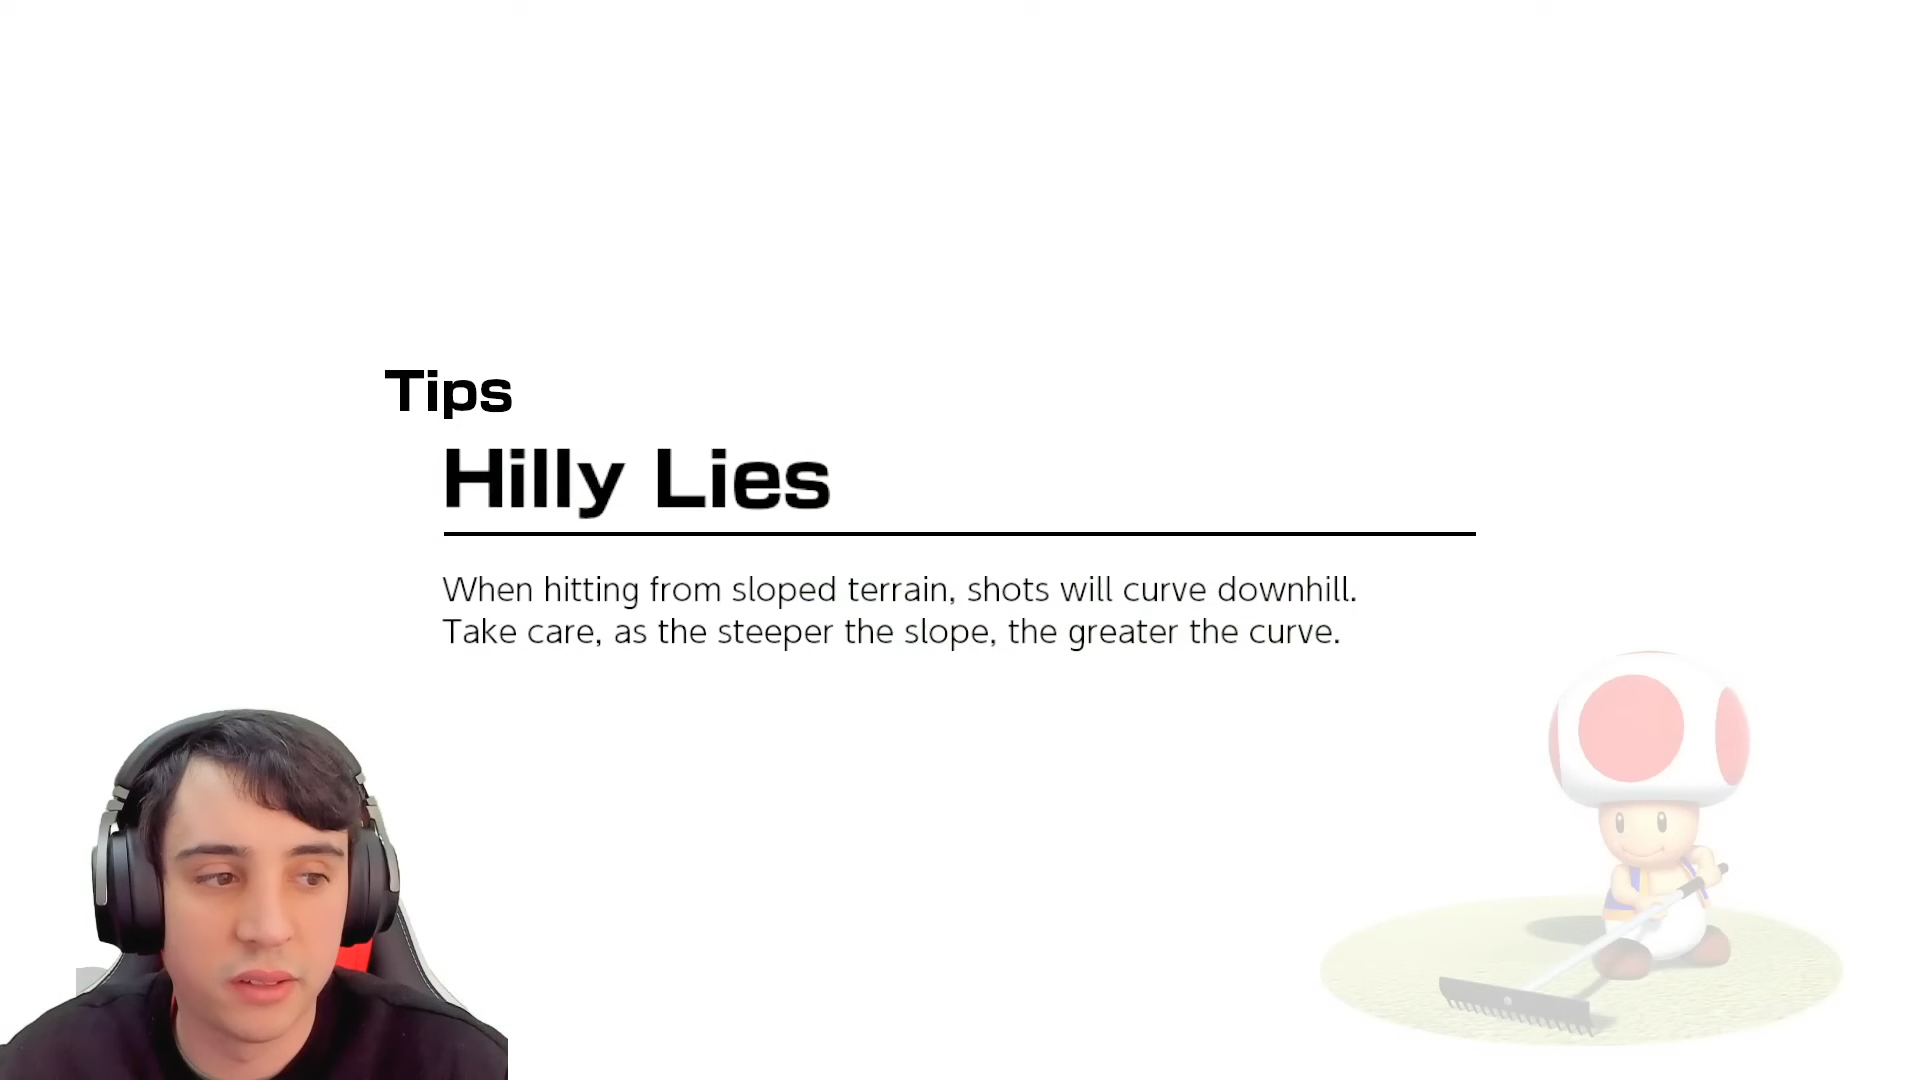 Tips
Hilly Lies
When hitting from sloped terrain, shots will curve downhill.
Take care, as the steeper the slope, the greater the curve.